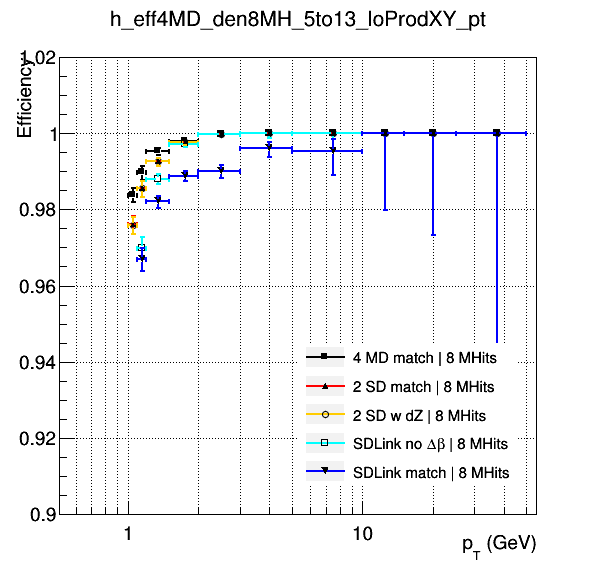 h_eff4MD_den8MH_5to13_loProdXY_pt
Efficiency
1.02
1
0.98
0.96
0.94
0.92
0.9
4 MD match | 8 MHits
2 SD match | 8 MHits
2 SD w dZ | 8 MHits
SDLink no Δβ | 8 MHits
SDLink match | 8 MHits
1
10
p_T (GeV)